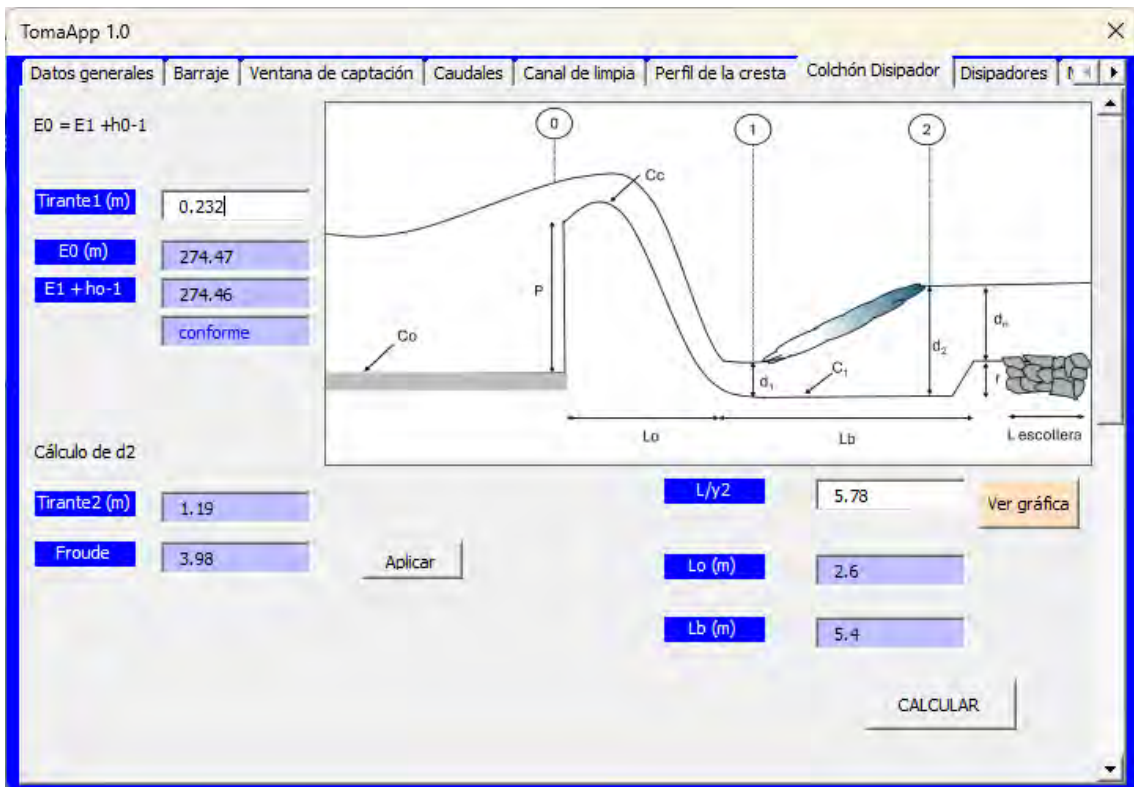 TomaApp 1.0
Datos generales Barraje Ventana de captación Caudales Canal de limpia Perfil de la cresta Colchón Disipador Disipadores
E0 = E1 +h0-1
Tirante1 (m) 0.232
E0 (m) 274.47
E1 + ho-1 274.46
conforme
0 1 2
Cc
P
Co
d₁
C₁
d₂
dₙ
r
Lo
Lb
L escollera
Cálculo de d2
Tirante2 (m) 1.19
Froude 3.98
Aplicar
L/y2 5.78
Ver gráfica
Lo (m) 2.6
Lb (m) 5.4
CALCULAR